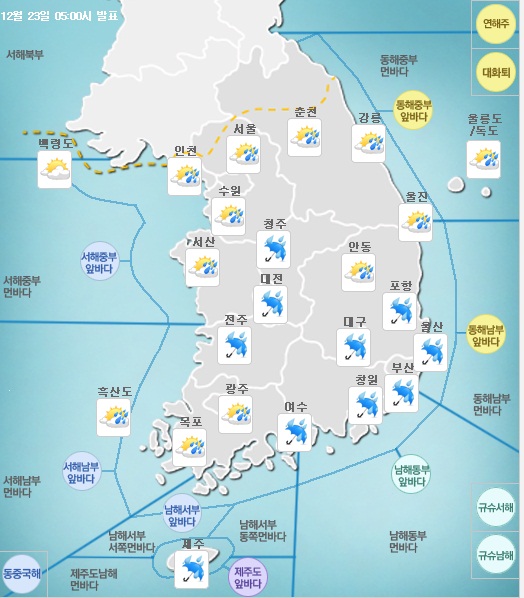 12월 23일 05:00시 발표
연해주
서해북부
동해중부
먼바다
대화퇴
동해중부
앞바다
울릉도
/독도
춘천
강릉
서울
백령도
인천
수원
울진
청주
서산
안동
서해중부
앞바다
대전
서해중부
먼바다
포항
전주
대구
울산
동해남부
앞바다
부산
창원
흑산도
광주
여수
동해남부
먼바다
목포
서해남부
앞바다
남해동부
앞바다
서해남부
먼바다
남해서부
앞바다
규슈서해
남해서부
서쪽먼바다
남해서부
동쪽먼바다
남해동부
먼바다
제주
규슈남해
동중국해
제주도남해
먼바다
제주도
앞바다